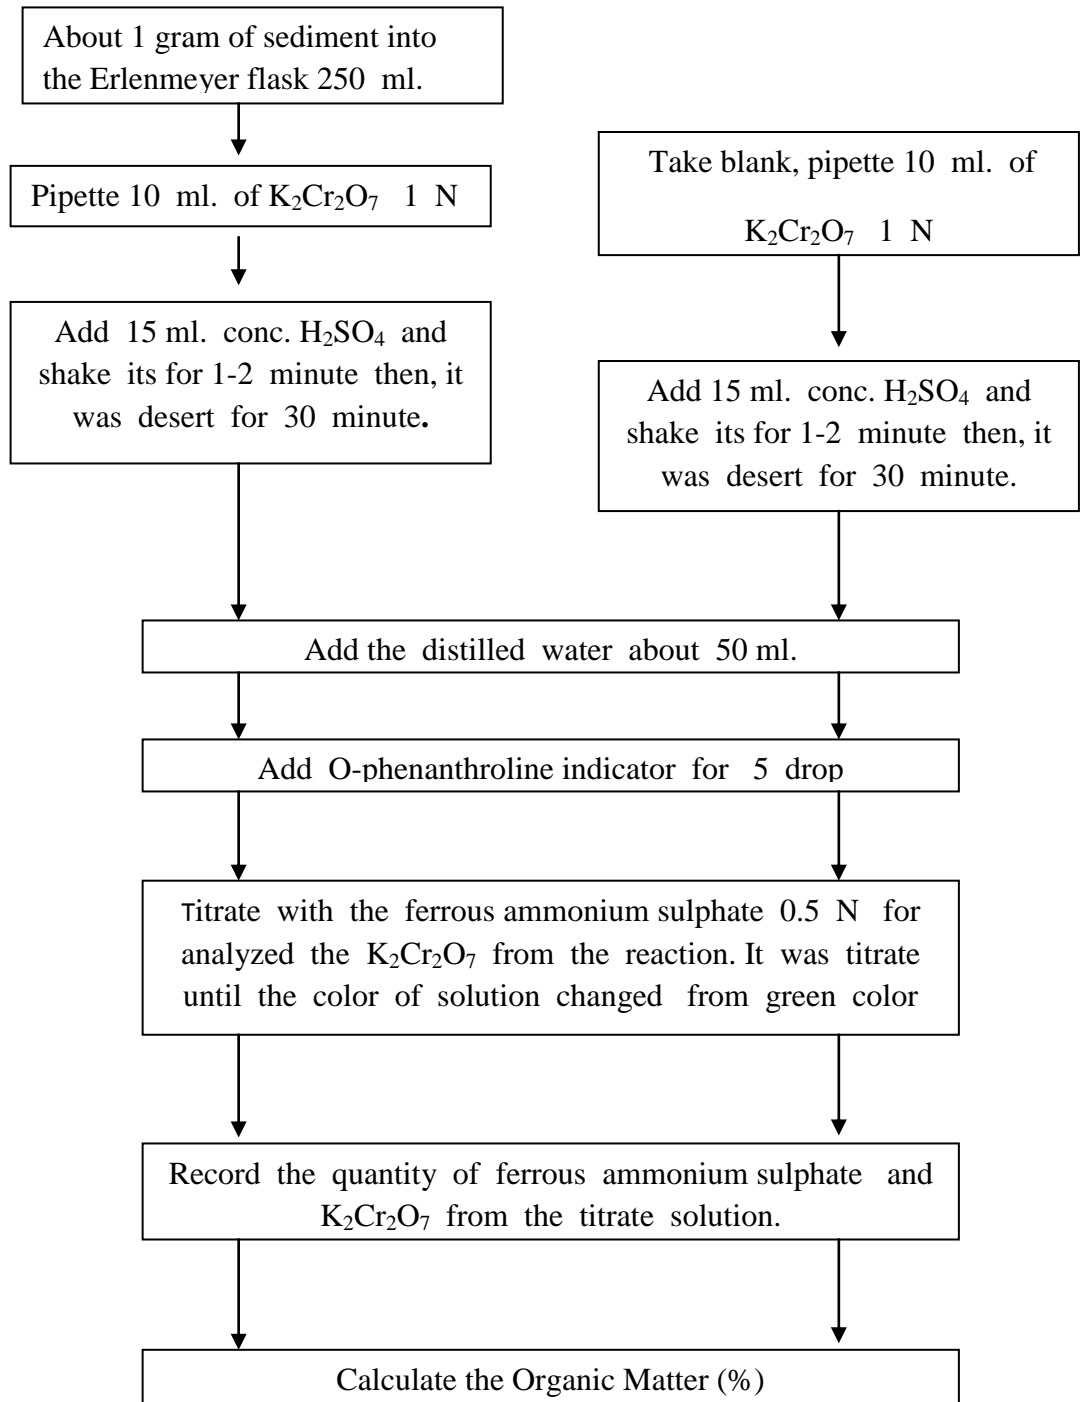 About 1 gram of sediment into
the Erlenmeyer flask 250 ml.
Pipette 10 ml. of K₂Cr₂O₇ 1 N
Add 15 ml. conc. H₂SO₄ and
shake its for 1-2 minute then, it
was desert for 30 minute.
Take blank, pipette 10 ml. of
K₂Cr₂O₇ 1 N
Add 15 ml. conc. H₂SO₄ and
shake its for 1-2 minute then, it
was desert for 30 minute.
Add the distilled water about 50 ml.
Add O-phenanthroline indicator for 5 drop
Titrate with the ferrous ammonium sulphate 0.5 N for
analyzed the K₂Cr₂O₇ from the reaction. It was titrate
until the color of solution changed from green color
Record the quantity of ferrous ammonium sulphate and
K₂Cr₂O₇ from the titrate solution.
Calculate the Organic Matter (%)